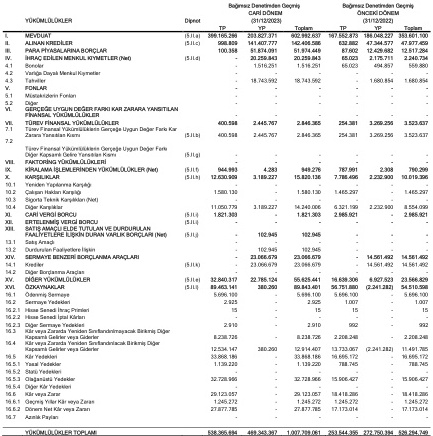 Bağımsız Denetimden Geçmiş Bağımsız Denetimden Geçmiş
CARİ DÖNEM ÖNCEKİ DÖNEM
YÜKÜMLÜLÜKLER Dipnot (31/12/2023) (31/12/2022)
TP YP Toplam TP YP Toplam
I. MEVDUAT (5.II.a) 399.165.266 203.827.371 602.992.637 167.552.873 186.048.227 353.601.100
II. ALINAN KREDİLER (5.II.c) 998.809 141.407.777 142.406.586 632.882 47.344.577 47.977.459
III. PARA PİYASALARINA BORÇLAR 100.358 51.874.091 51.974.449 87.602 12.429.682 12.517.284
IV. İHRAÇ EDİLEN MENKUL KIYMETLER (Net) (5.II.d) - 20.259.843 20.259.843 65.023 2.175.711 2.240.734
4.1 Bonolar - 1.516.251 1.516.251 65.023 494.857 559.880
4.2 Varlığa Dayalı Menkul Kıymetler - - - - - -
4.3 Tahviller - 18.743.592 18.743.592 - 1.680.854 1.680.854
V. FONLAR - - - - - -
5.1 Müstakrizlerin Fonları - - - - - -
5.2 Diğer - - - - - -
VI. GERÇEĞE UYGUN DEĞER FARKI KAR ZARARA YANSITILAN
FİNANSAL YÜKÜMLÜLÜKLER - - - - - -
VII. TÜREV FİNANSAL YÜKÜMLÜLÜKLER 400.598 2.445.767 2.846.365 254.381 3.269.256 3.523.637
7.1 Türev Finansal Yükümlülüklerin Gerçeğe Uygun Değer Farkı Kar
Zarara Yansıtılan Kısmı (5.II.b) 400.598 2.445.767 2.846.365 254.381 3.269.256 3.523.637
7.2 Türev Finansal Yükümlülüklerin Gerçeğe Uygun Değer Farkı
Diğer Kapsamlı Gelire Yansıtılan Kısmı (5.II.g) - - - - - -
VIII. FAKTORİNG YÜKÜMLÜLÜKLERİ - - - - - -
IX. KİRALAMA İŞLEMLERİNDEN YÜKÜMLÜLÜKLER (Net) (5.II.f) 944.993 4.283 949.276 787.991 2.308 790.299
X. KARŞILIKLAR (5.II.h) 12.630.909 3.189.227 15.820.136 7.786.496 2.232.900 10.019.396
10.1 Yeniden Yapılanma Karşılığı - - - - - -
10.2 Çalışan Hakları Karşılığı 1.580.130 - 1.580.130 1.465.297 - 1.465.297
10.3 Sigorta Teknik Karşılıkları (Net) - - - - - -
10.4 Diğer Karşılıklar 11.050.779 3.189.227 14.240.006 6.321.199 2.232.900 8.554.099
XI. CARİ VERGİ BORCU (5.II.i) 1.821.303 - 1.821.303 2.985.921 - 2.985.921
XII. ERTELENMİŞ VERGİ BORCU (5.II.i) - - - - - -
XIII. SATIŞ AMAÇLI ELDE TUTULAN VE DURDURULAN
FAALİYETLERE İLİŞKİN DURAN VARLIK BORÇLARI (Net) (5.II.j) - 102.945 102.945 - - -
13.1 Satış Amaçlı - - - - - -
13.2 Durdurulan Faaliyetlere İlişkin - 102.945 102.945 - - -
XIV. SERMAYE BENZERİ BORÇLANMA ARAÇLARI - 23.066.679 23.066.679 - 14.561.492 14.561.492
14.1 Krediler (5.II.k) - 23.066.679 23.066.679 - 14.561.492 14.561.492
14.2 Diğer Borçlanma Araçları - - - - - -
XV. DİĞER YÜKÜMLÜLÜKLER (5.II.e) 32.840.317 22.785.124 55.625.441 16.639.306 6.927.523 23.566.829
XVI. ÖZKAYNAKLAR (5.II.l) 89.463.141 380.260 89.843.401 56.751.880 (2.241.282) 54.510.598
16.1 Ödenmiş Sermaye 5.696.100 - 5.696.100 5.696.100 - 5.696.100
16.2 Sermaye Yedekleri 2.925 - 2.925 1.007 - 1.007
16.2.1 Hisse Senedi İhraç Primleri 15 - 15 15 - 15
16.2.2 Hisse Senedi İptal Kârları - - - - - -
16.2.3 Diğer Sermaye Yedekleri 2.910 - 2.910 992 - 992
16.3 Kâr veya Zararda Yeniden Sınıflandırılmayacak Birikmiş Diğer
Kapsamlı Gelirler veya Giderler 8.238.726 - 8.238.726 2.208.248 - 2.208.248
16.4 Kâr veya Zararda Yeniden Sınıflandırılacak Birikmiş Diğer
Kapsamlı Gelirler veya Giderler 12.534.147 380.260 12.914.407 13.733.067 (2.241.282) 11.491.785
16.5 Kâr Yedekleri 33.868.186 - 33.868.186 16.695.172 - 16.695.172
16.5.1 Yasal Yedekler 1.139.220 - 1.139.220 788.745 - 788.745
16.5.2 Statü Yedekleri - - - - - -
16.5.3 Olağanüstü Yedekler 32.728.966 - 32.728.966 15.906.427 - 15.906.427
16.5.4 Diğer Kâr Yedekleri - - - - - -
16.6 Kâr veya Zarar 29.123.057 - 29.123.057 18.418.286 - 18.418.286
16.6.1 Geçmiş Yıllar Kâr veya Zararı 1.245.272 - 1.245.272 1.245.272 - 1.245.272
16.6.2 Dönem Net Kâr veya Zararı 27.877.785 - 27.877.785 17.173.014 - 17.173.014
16.7 Azınlık Payları - - - - - -
YÜKÜMLÜLÜKLER TOPLAMI 538.365.694 469.343.367 1.007.709.061 253.544.355 272.750.394 526.294.749